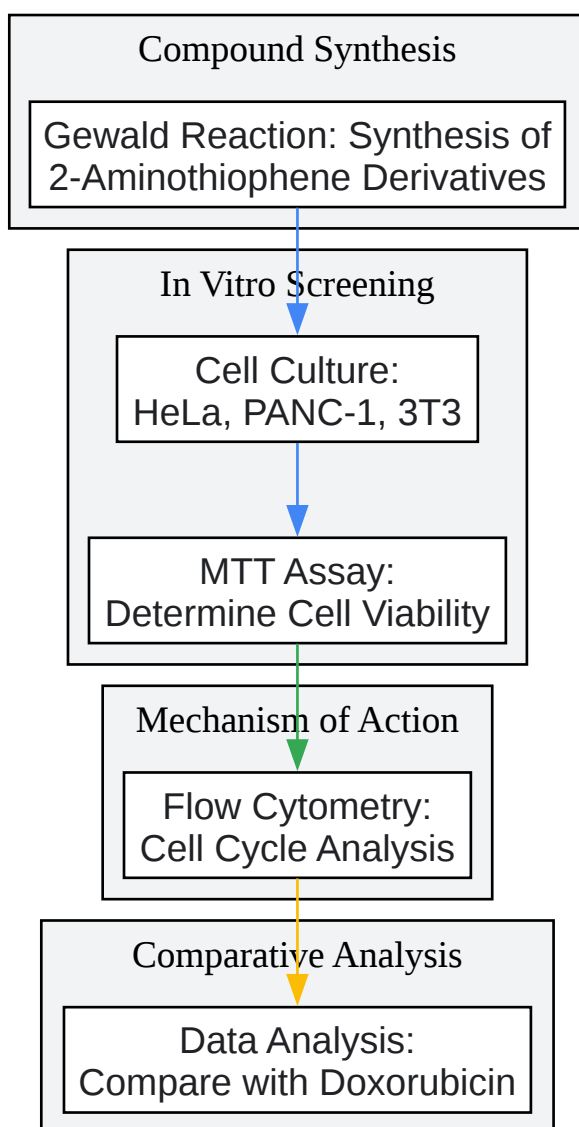 Compound Synthesis
Gewald Reaction: Synthesis of
2-Aminothiophene Derivatives
In Vitro Screening
Cell Culture:
HeLa, PANC-1, 3T3
MTT Assay:
Determine Cell Viability
Mechanism of Action
Flow Cytometry:
Cell Cycle Analysis
Comparative Analysis
Data Analysis:
Compare with Doxorubicin